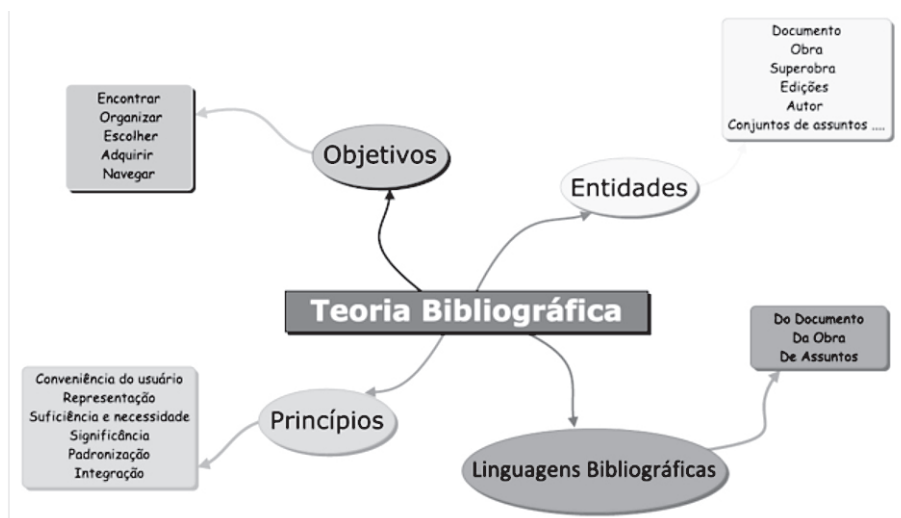 Encontrar
Organizar
Escolher
Adquirir
Navegar
Objetivos
Documento
Obra
Superobra
Edições
Autor
Conjuntos de assuntos ....
Entidades
Teoria Bibliográfica
Conveniência do usuário
Representação
Suficiência e necessidade
Significância
Padronização
Integração
Princípios
Do Documento
Da Obra
De Assuntos
Linguagens Bibliográficas